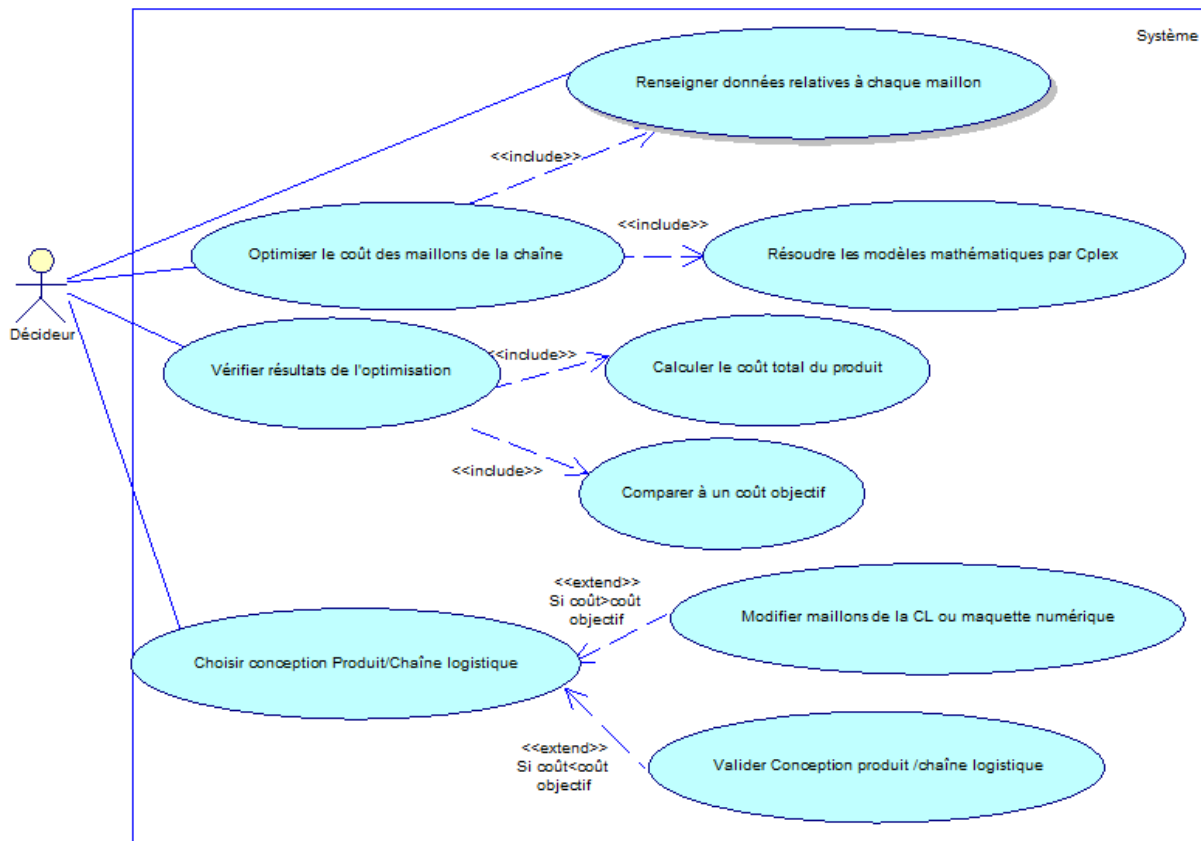 Système
Renseigner données relatives à chaque maillon
<<include>>
<<include>>
Optimiser le coût des maillons de la chaîne
Résoudre les modèles mathématiques par Cplex
Décideur
<<include>>
Vérifier résultats de l'optimisation
Calculer le coût total du produit
<<include>>
Comparer à un coût objectif
<<extend>>
Si coût>coût
objectif
Modifier maillons de la CL ou maquette numérique
Choisir conception Produit/Chaîne logistique
<<extend>>
Si coût<coût
objectif
Valider Conception produit /chaîne logistique